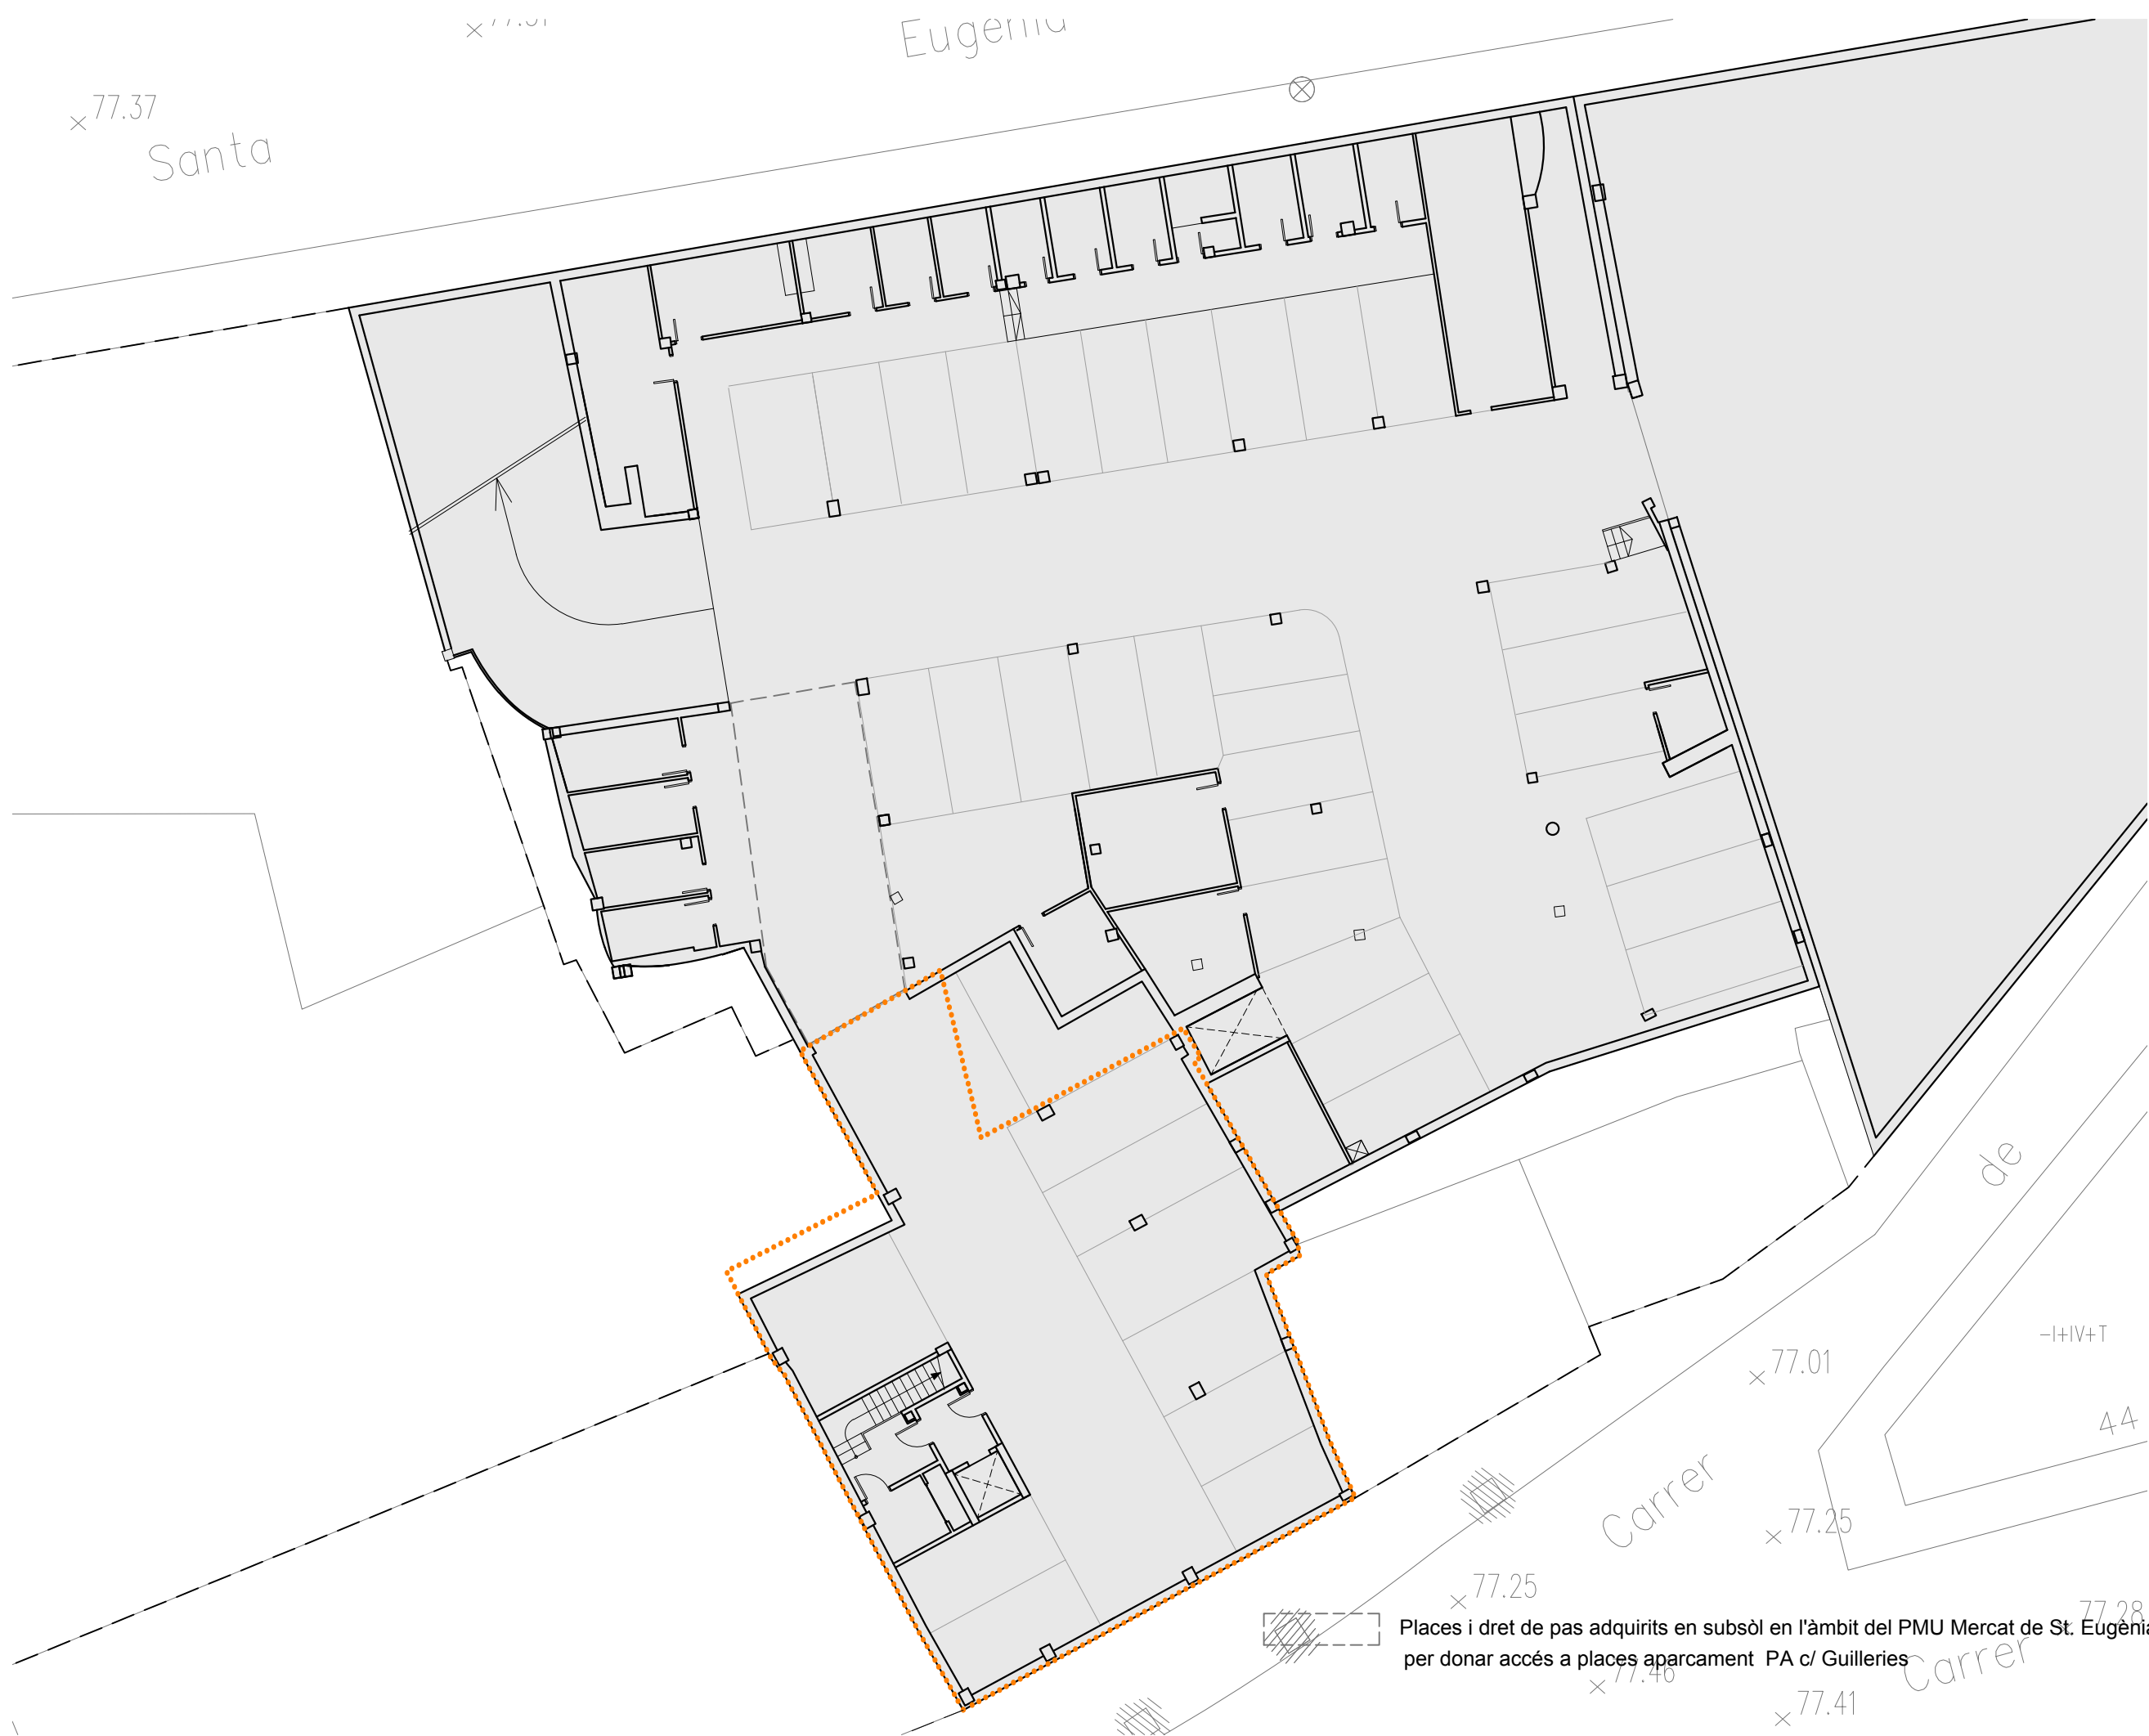 Eugenia
77.37
Santa
de
-I+IV+T
77.01
44
Carrer
77.25
77.25
Places i dret de pas adquirits en subsòl en l'àmbit del PMU Mercat de St. Eugènia
77.28
per donar accés a places aparcament PA c/ Guilleries
77.46
Carrer
77.41